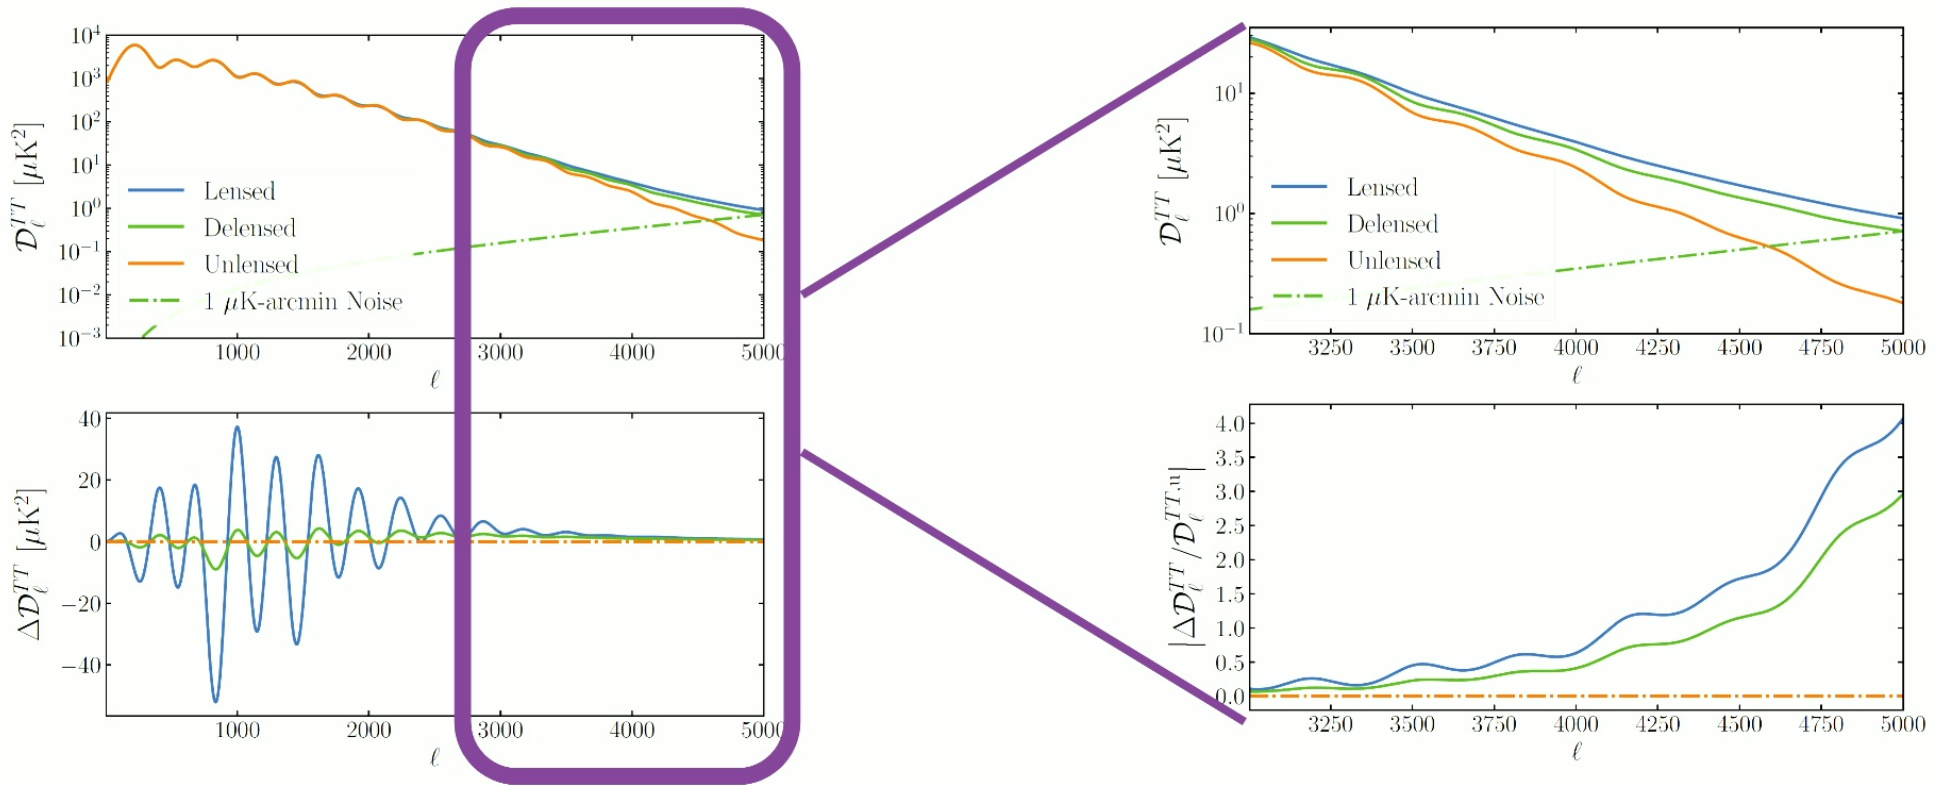 10⁴
10³
10²
10¹
10⁰
10⁻¹
10⁻²
10⁻³
𝒟ℓ^TT [μK²]
Lensed
Delensed
Unlensed
1 μK-arcmin Noise
1000 2000 3000 4000 5000
ℓ
40
20
0
−20
−40
Δ𝒟ℓ^TT [μK²]
1000 2000 3000 4000 5000
ℓ
10¹
10⁰
10⁻¹
𝒟ℓ^TT [μK²]
Lensed
Delensed
Unlensed
1 μK-arcmin Noise
3250 3500 3750 4000 4250 4500 4750 5000
ℓ
4.0
3.5
3.0
2.5
2.0
1.5
1.0
0.5
0.0
|Δ𝒟ℓ^TT/𝒟ℓ^TT,u|
3250 3500 3750 4000 4250 4500 4750 5000
ℓ